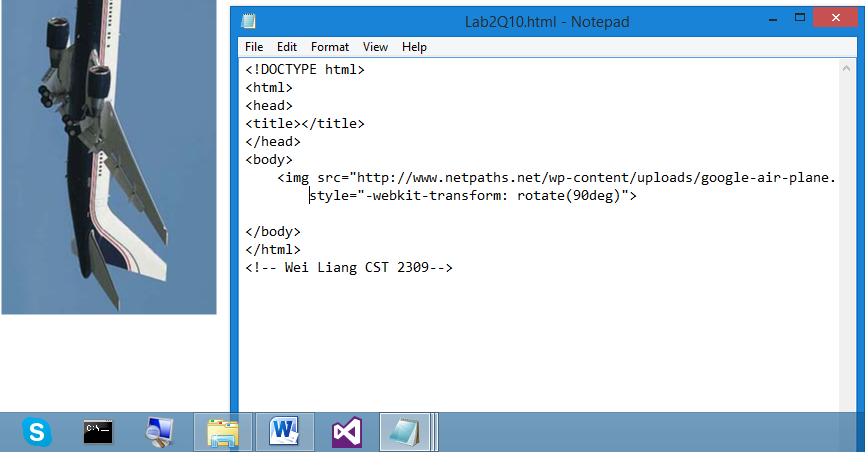 Lab2Q10.html - Notepad
File Edit Format View Help
<!DOCTYPE html>
<html>
<head>
<title></title>
</head>
<body>
<img src="http://www.netpaths.net/wp-content/uploads/google-air-plane.
style="-webkit-transform: rotate(90deg)">
</body>
</html>
<!-- Wei Liang CST 2309-->
C:\_